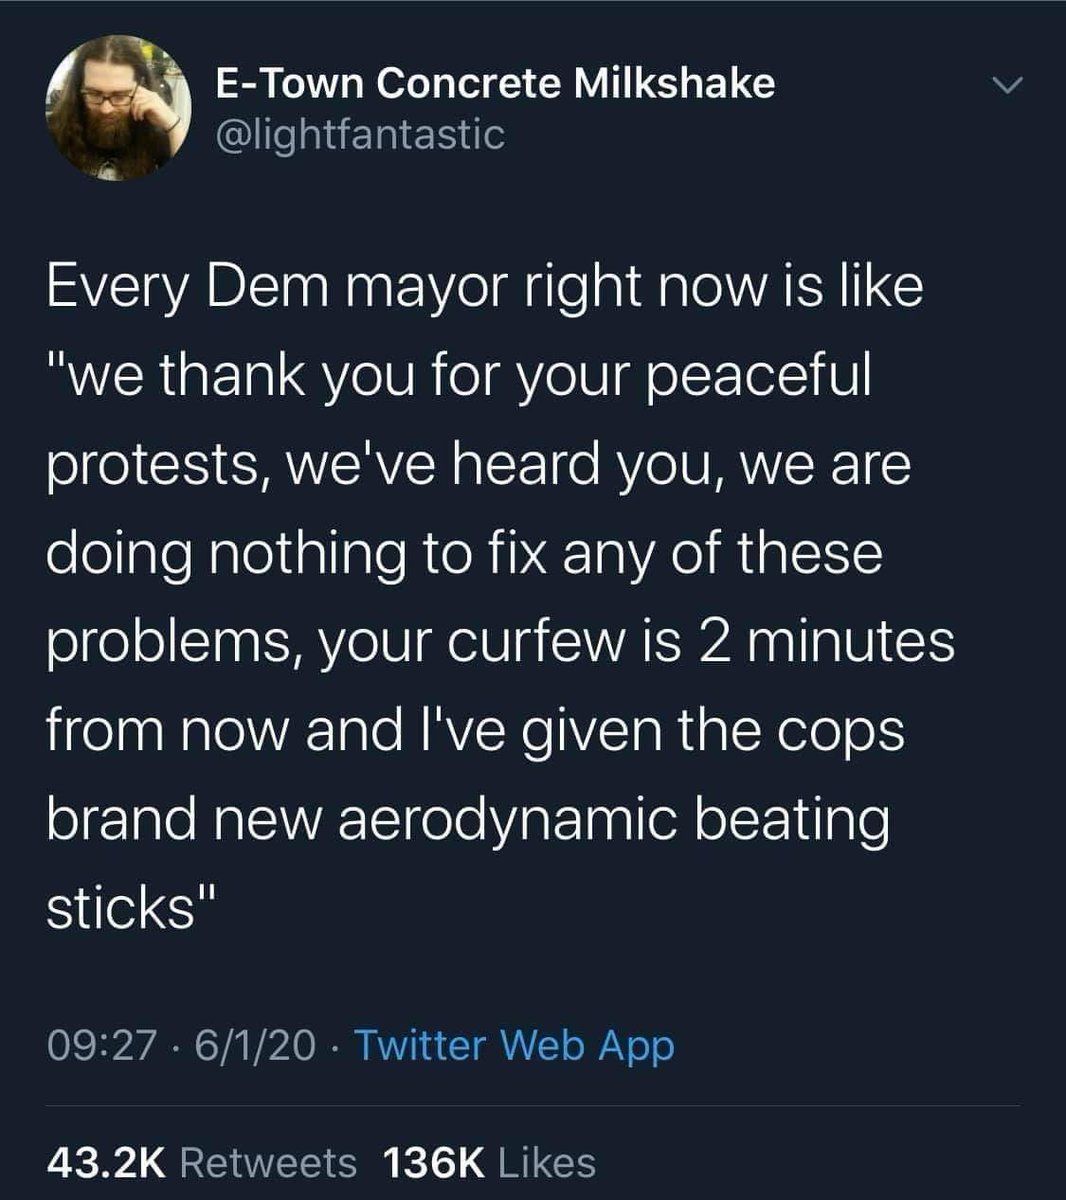 E-Town Concrete Milkshake
@lightfantastic
Every Dem mayor right now is like
"we thank you for your peaceful
protests, we've heard you, we are
doing nothing to fix any of these
problems, your curfew is 2 minutes
from now and I've given the cops
brand new aerodynamic beating
sticks"
09:27 · 6/1/20 · Twitter Web App
43.2K Retweets 136K Likes